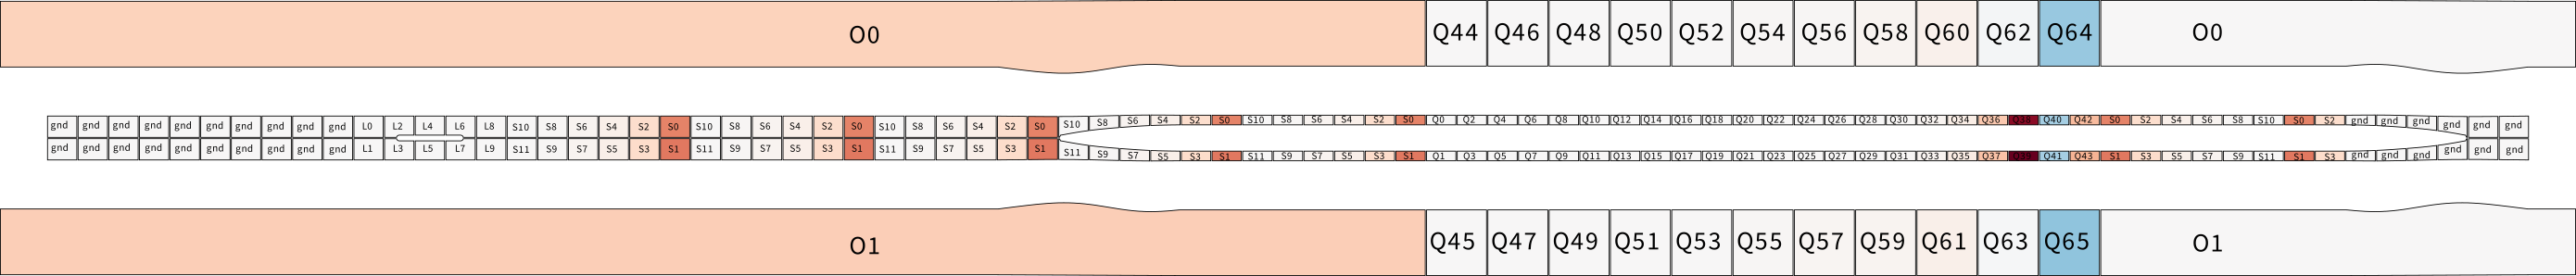 O0 Q44 Q46 Q48 Q50 Q52 Q54 Q56 Q58 Q60 Q62 Q64 O0
gnd gnd gnd gnd gnd gnd gnd gnd gnd gnd L0 L2 L4 L6 L8 S10 S8 S6 S4 S2 S0 S10 S8 S6 S4 S2 S0 S10 S8 S6 S4 S2 S0 S10 S8 S6 S4 S2 S0 S10 S8 S6 S4 S2 S0 Q0 Q2 Q4 Q6 Q8 Q10 Q12 Q14 Q16 Q18 Q20 Q22 Q24 Q26 Q28 Q30 Q32 Q34 Q36 Q38 Q40 Q42 S0 S2 S4 S6 S8 S10 S0 S2 gnd gnd gnd gnd gnd gnd
gnd gnd gnd gnd gnd gnd gnd gnd gnd gnd L1 L3 L5 L7 L9 S11 S9 S7 S5 S3 S1 S11 S9 S7 S5 S3 S1 S11 S9 S7 S5 S3 S1 S11 S9 S7 S5 S3 S1 S11 S9 S7 S5 S3 S1 Q1 Q3 Q5 Q7 Q9 Q11 Q13 Q15 Q17 Q19 Q21 Q23 Q25 Q27 Q29 Q31 Q33 Q35 Q37 Q39 Q41 Q43 S1 S3 S5 S7 S9 S11 S1 S3 gnd gnd gnd gnd gnd gnd
O1 Q45 Q47 Q49 Q51 Q53 Q55 Q57 Q59 Q61 Q63 Q65 O1